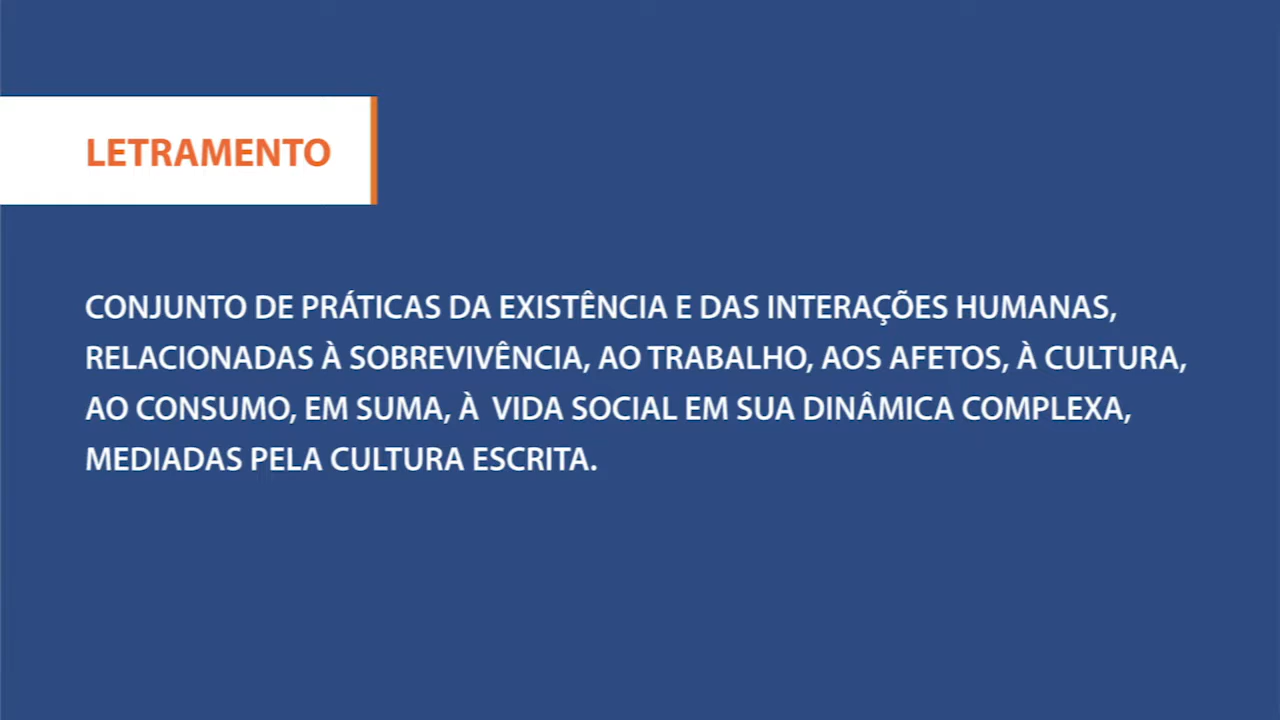 LETRAMENTO
CONJUNTO DE PRÁTICAS DA EXISTÊNCIA E DAS INTERAÇÕES HUMANAS,
RELACIONADAS À SOBREVIVÊNCIA, AO TRABALHO, AOS AFETOS, À CULTURA,
AO CONSUMO, EM SUMA, À  VIDA SOCIAL EM SUA DINÂMICA COMPLEXA,
MEDIADAS PELA CULTURA ESCRITA.